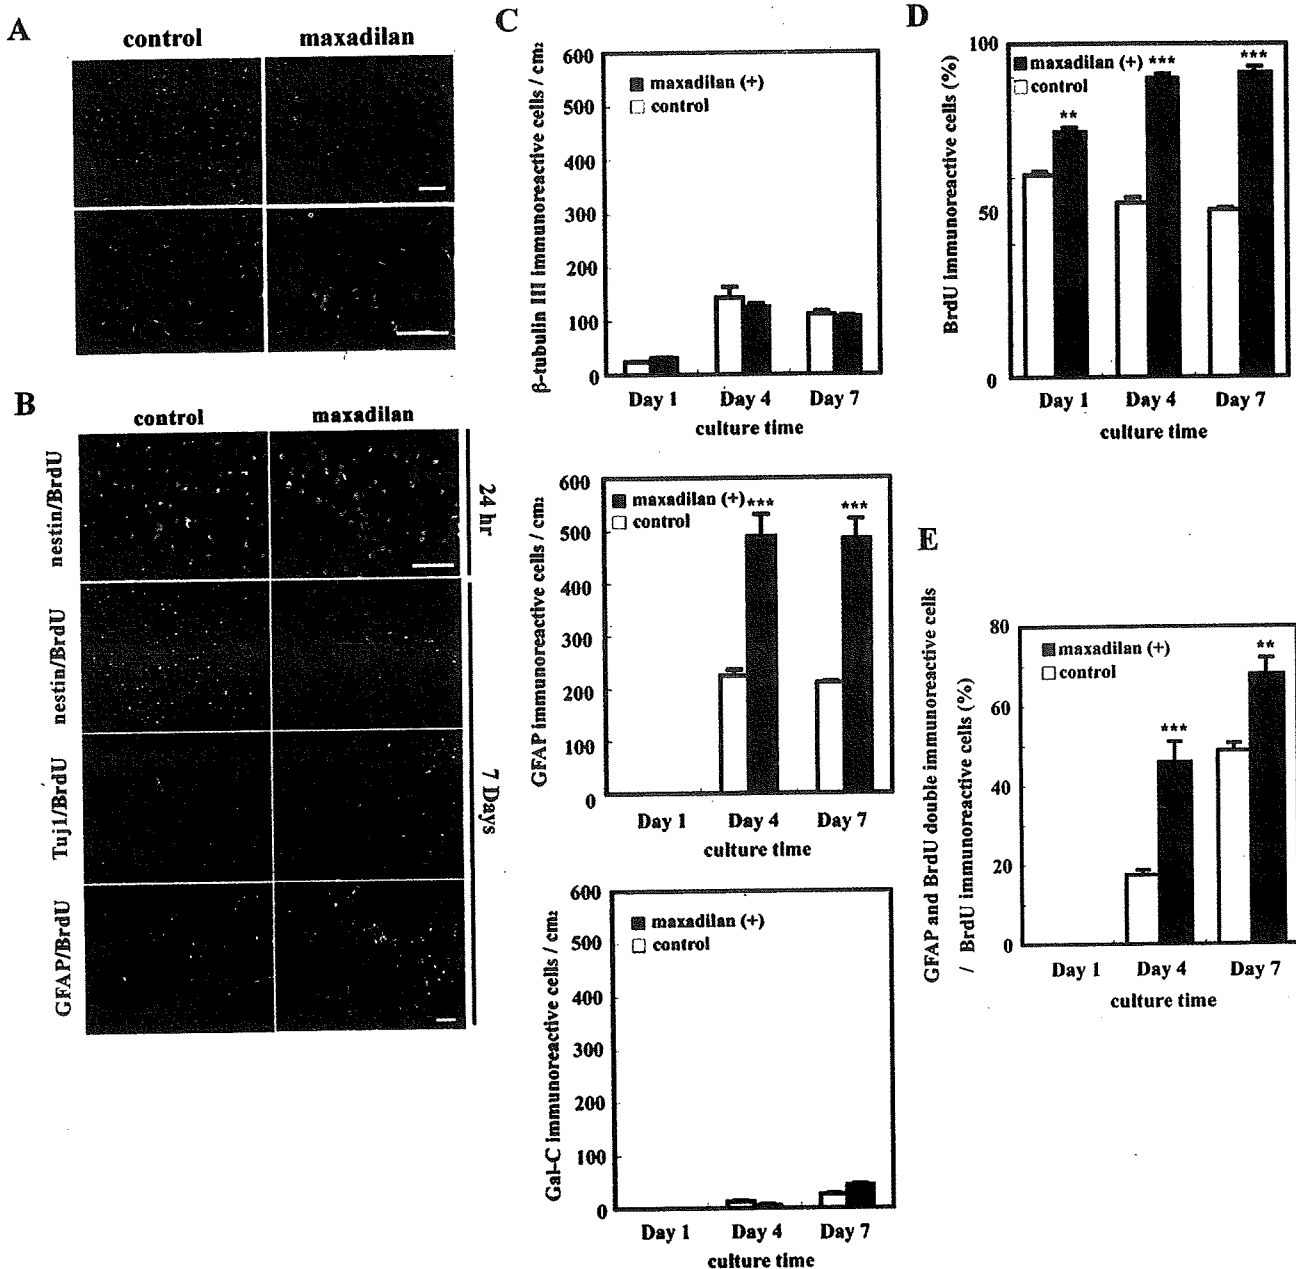 A
control
maxadilan
B
control
maxadilan
nestin/BrdU
nestin/BrdU
Tuj1/BrdU
GFAP/BrdU
24 hr
7 Days
C
β-tubulin III immunoreactive cells / cm2
600
500
400
300
200
100
0
maxadilan (+)
control
Day 1
Day 4
Day 7
culture time
GFAP immunoreactive cells / cm2
600
500
400
300
200
100
0
maxadilan (+)
control
***
***
Day 1
Day 4
Day 7
culture time
Gal-C immunoreactive cells / cm2
600
500
400
300
200
100
0
maxadilan (+)
control
Day 1
Day 4
Day 7
culture time
D
BrdU immunoreactive cells (%)
100
50
0
maxadilan (+)
control
**
***
***
Day 1
Day 4
Day 7
culture time
E
GFAP and BrdU double immunoreactive cells
/ BrdU immunoreactive cells (%)
80
60
40
20
0
maxadilan (+)
control
***
**
Day 1
Day 4
Day 7
culture time